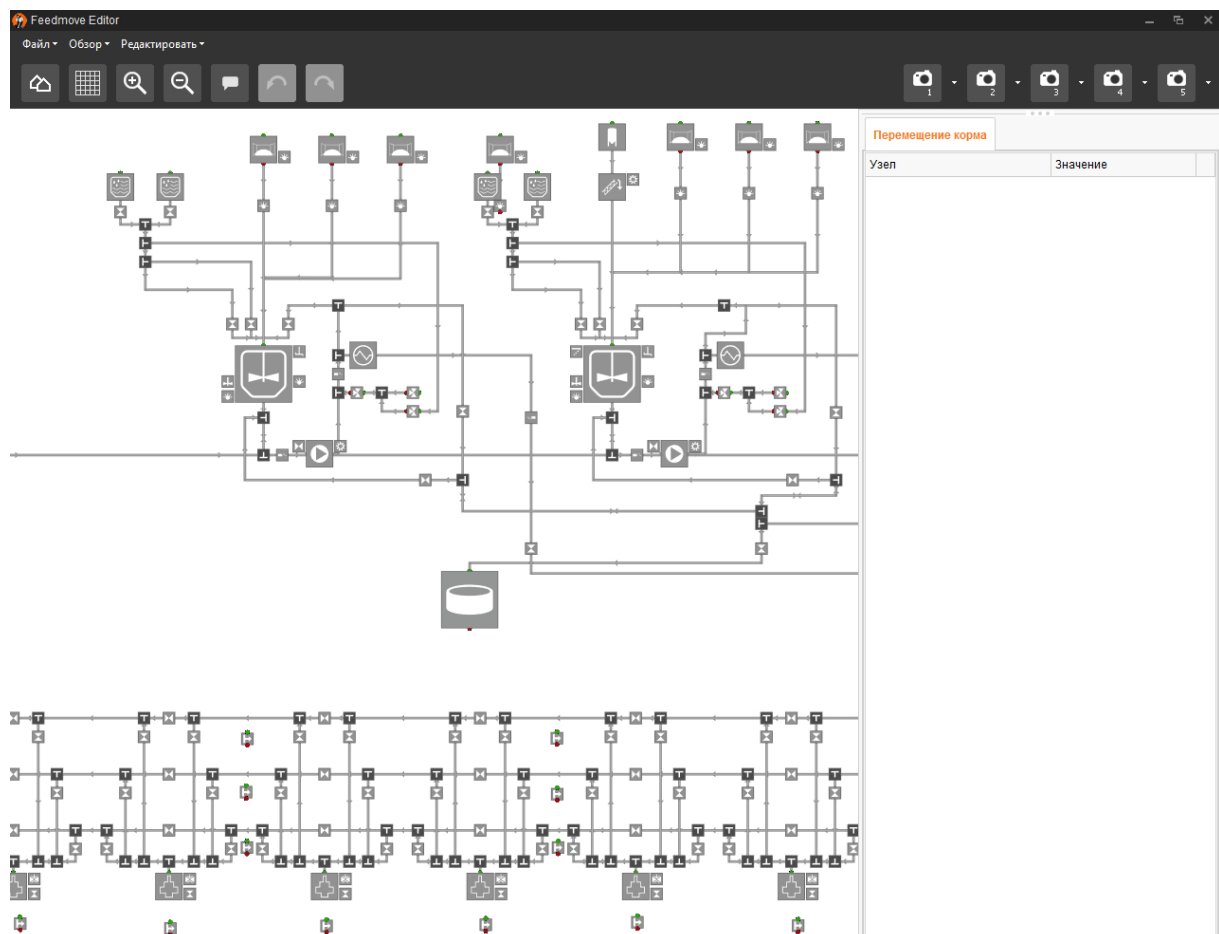 Feedmove Editor
Файл Обзор Редактировать
1 2 3 4 5
Перемещение корма
Узел Значение